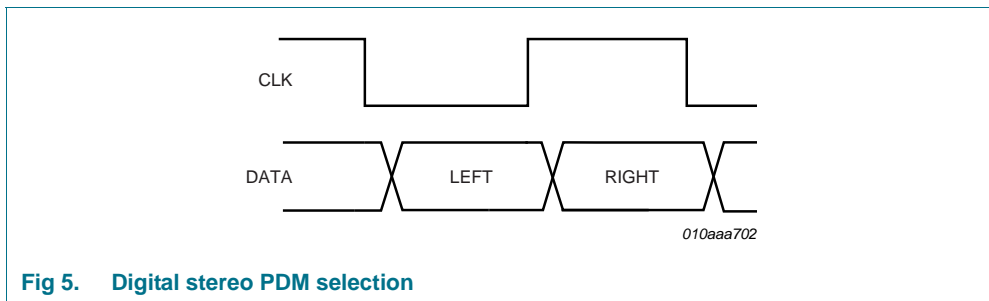 CLK
DATA
LEFT
RIGHT
010aaa702
Fig 5. Digital stereo PDM selection